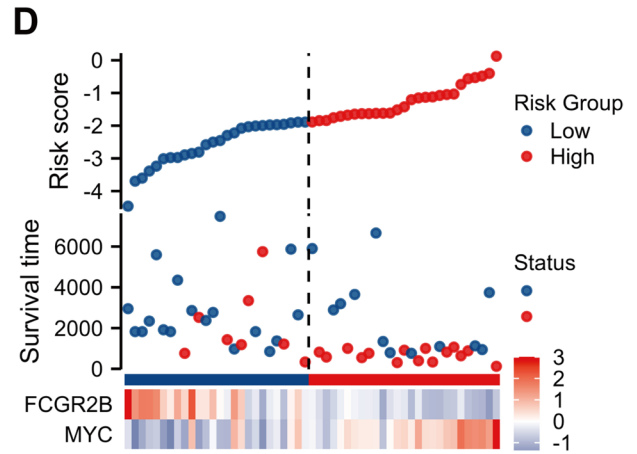 D
Risk score
0
-1
-2
-3
-4
Risk Group
Low
High
Survival time
6000
4000
2000
0
Status
FCGR2B
MYC
3
2
1
0
-1